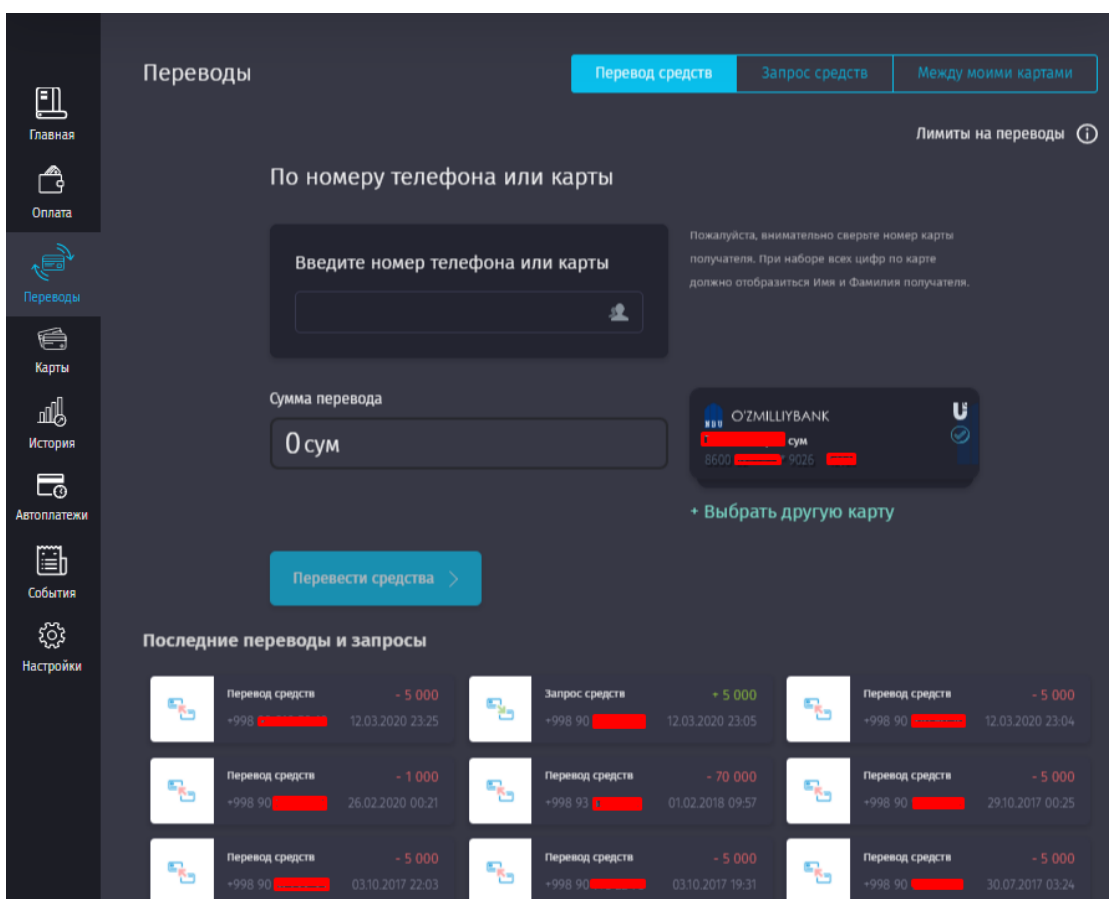 Переводы
Перевод средств
Запрос средств
Между моими картами
Лимиты на переводы
Главная
Оплата
Переводы
Карты
История
Автоплатежи
События
Настройки
По номеру телефона или карты
Введите номер телефона или карты
Пожалуйста, внимательно сверьте номер карты
получателя. При наборе всех цифр по карте
должно отобразиться Имя и Фамилия получателя.
Сумма перевода
0 сум
NBU
O'ZMILLIYBANK
сум
8600 9026
+ Выбрать другую карту
Перевести средства
Последние переводы и запросы
Перевод средств - 5 000
+998 12.03.2020 23:25
Запрос средств + 5 000
+998 90 12.03.2020 23:05
Перевод средств - 5 000
+998 90 12.03.2020 23:04
Перевод средств - 1 000
+998 90 26.02.2020 00:21
Перевод средств - 70 000
+998 93 01.02.2018 09:57
Перевод средств - 5 000
+998 90 29.10.2017 00:25
Перевод средств - 5 000
+998 90 03.10.2017 22:03
Перевод средств - 5 000
+998 90 03.10.2017 19:31
Перевод средств - 5 000
+998 90 30.07.2017 03:24